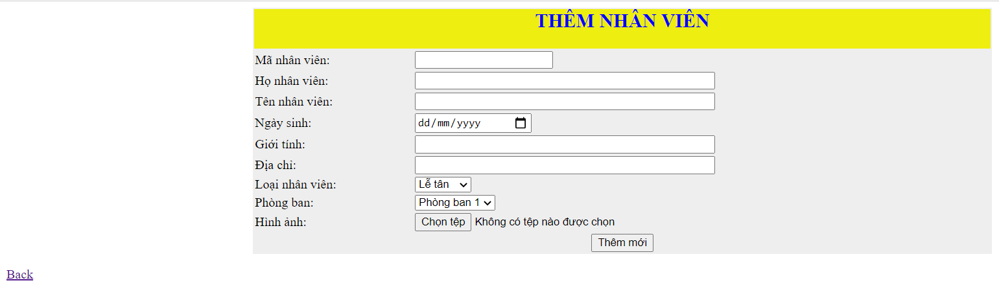 THÊM NHÂN VIÊN
Mã nhân viên:
Họ nhân viên:
Tên nhân viên:
Ngày sinh: dd/mm/yyyy
Giới tính:
Địa chỉ:
Loại nhân viên: Lễ tân
Phòng ban: Phòng ban 1
Hình ảnh: Chọn tệp Không có tệp nào được chọn
Thêm mới
Back